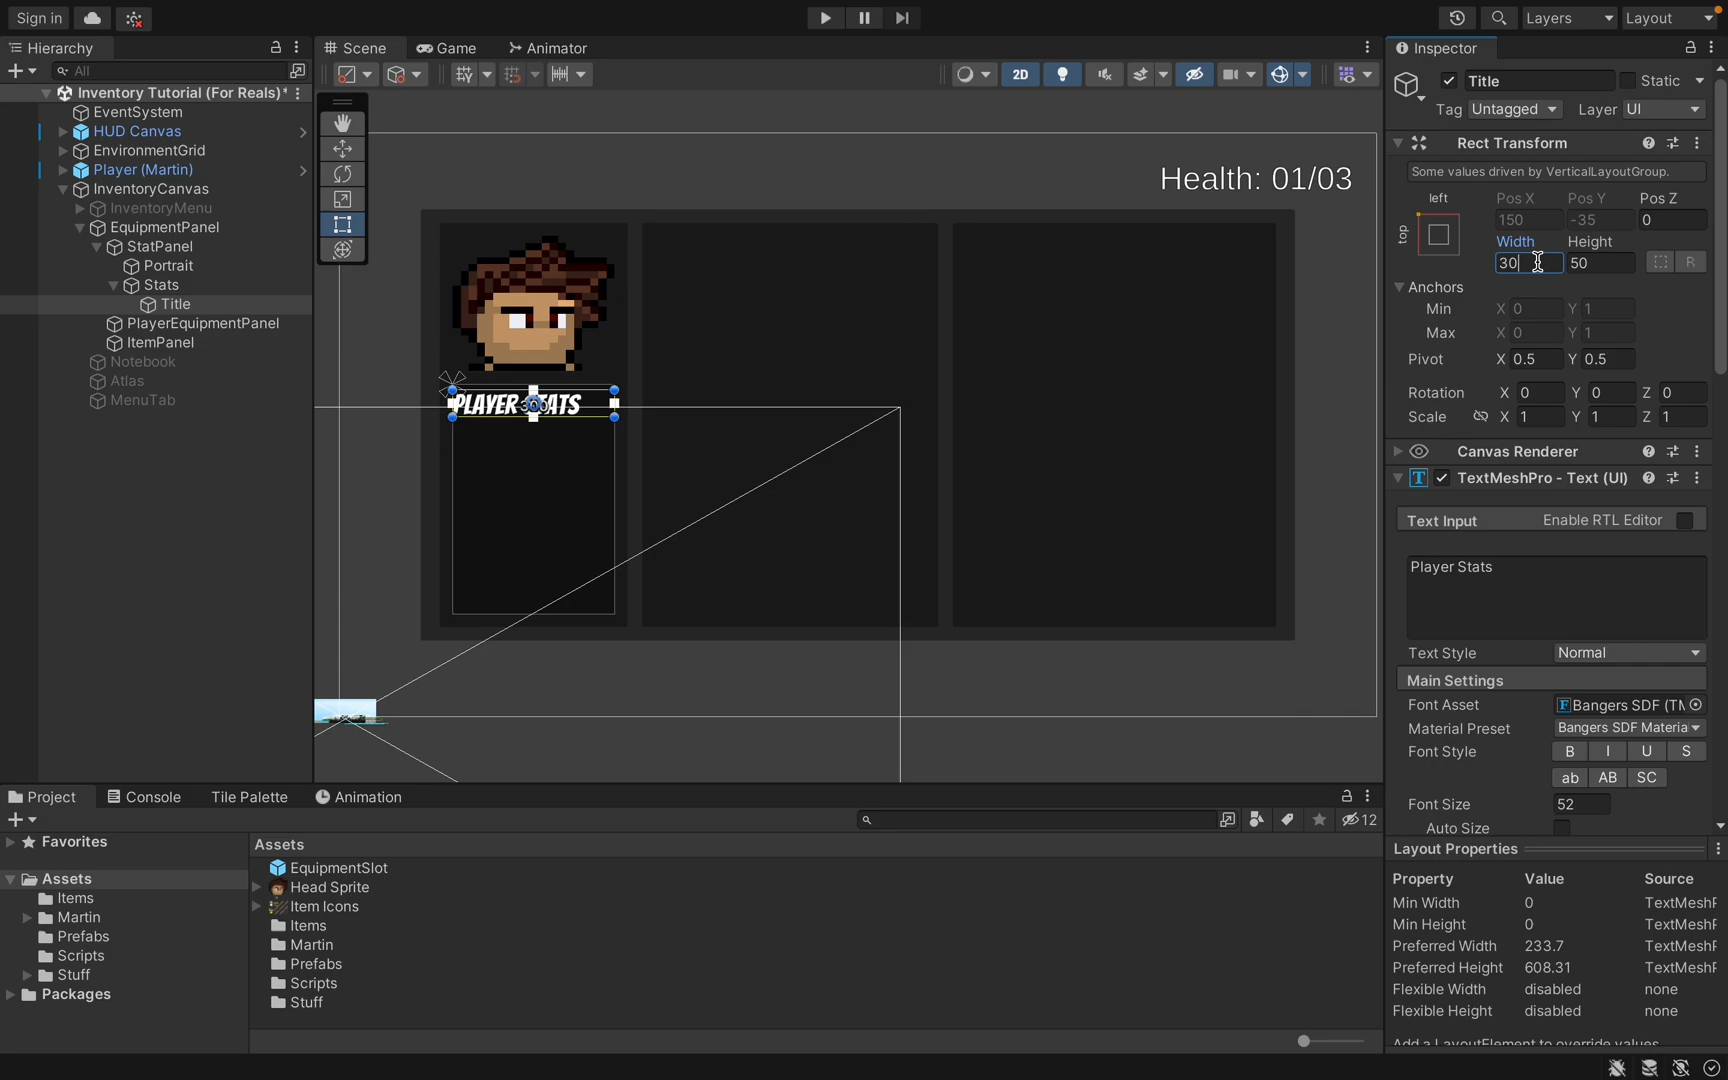 Sign in
Layers
Layout
Hierarchy
All
Inventory Tutorial (For Reals)*
EventSystem
HUD Canvas
EnvironmentGrid
Player (Martin)
InventoryCanvas
InventoryMenu
EquipmentPanel
StatPanel
Portrait
Stats
Title
PlayerEquipmentPanel
ItemPanel
Notebook
Atlas
MenuTab
Scene
Game
Animator
2D
Health: 01/03
Inspector
Title
Static
Tag Untagged Layer UI
Rect Transform
Some values driven by VerticalLayoutGroup.
left Pos X Pos Y Pos Z
150 -35 0
top
Width Height
30 50 R
Anchors
Min X 0 Y 1
Max X 0 Y 1
Pivot X 0.5 Y 0.5
Rotation X 0 Y 0 Z 0
Scale X 1 Y 1 Z 1
Canvas Renderer
TextMeshPro - Text (UI)
Text Input Enable RTL Editor
Player Stats
Text Style Normal
Main Settings
Font Asset Bangers SDF (TM
Material Preset Bangers SDF Materia
Font Style B I U S
ab AB SC
Font Size 52
Auto Size
Layout Properties
Property Value Source
Min Width 0 TextMeshP
Min Height 0 TextMeshP
Preferred Width 233.7 TextMeshP
Preferred Height 608.31 TextMeshP
Flexible Width disabled none
Flexible Height disabled none
Add a LayoutElement to override values
Project
Console
Tile Palette
Animation
12
Favorites
Assets
Items
Martin
Prefabs
Scripts
Stuff
Packages
Assets
EquipmentSlot
Head Sprite
Item Icons
Items
Martin
Prefabs
Scripts
Stuff